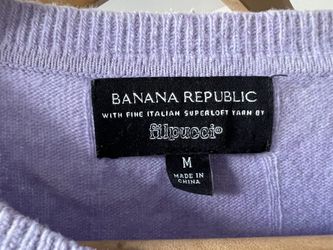 BANANA REPUBLIC
WITH FINE ITALIAN SUPERLOFT YARN BY
filpucci®
M
MADE IN
CHINA